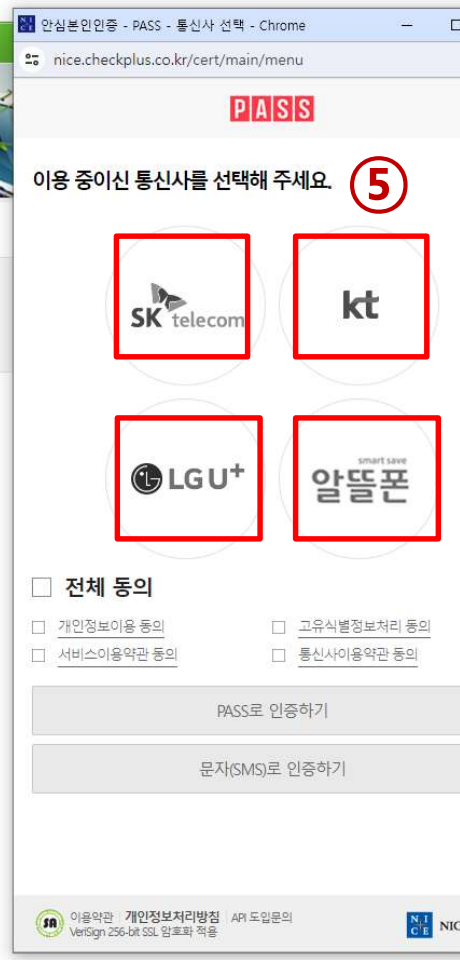 안심본인인증 - PASS - 통신사 선택 - Chrome
nice.checkplus.co.kr/cert/main/menu
PASS
이용 중이신 통신사를 선택해 주세요.
⑤
SK telecom
kt
LG U+
smart save
알뜰폰
전체 동의
개인정보이용 동의 고유식별정보처리 동의
서비스이용약관 동의 통신사이용약관 동의
PASS로 인증하기
문자(SMS)로 인증하기
이용약관 개인정보처리방침 API 도입문의
VeriSign 256-bit SSL 암호화 적용
NICE